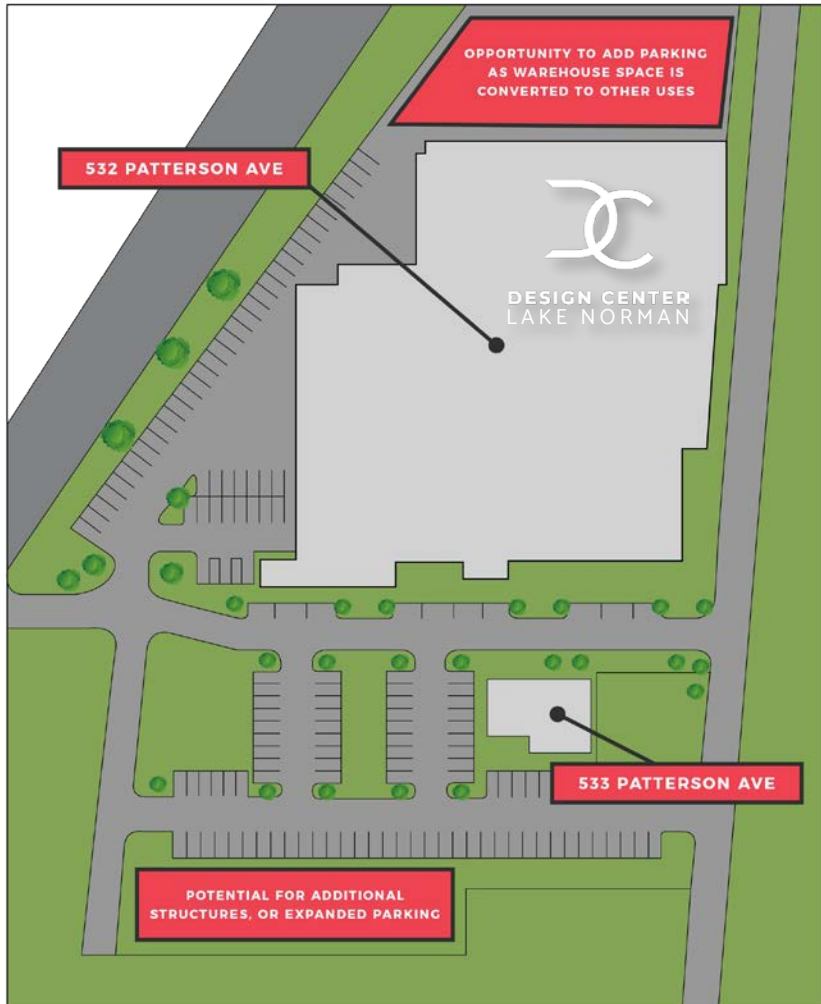 OPPORTUNITY TO ADD PARKING
AS WAREHOUSE SPACE IS
CONVERTED TO OTHER USES
532 PATTERSON AVE
DC
DESIGN CENTER
LAKE NORMAN
533 PATTERSON AVE
POTENTIAL FOR ADDITIONAL
STRUCTURES, OR EXPANDED PARKING